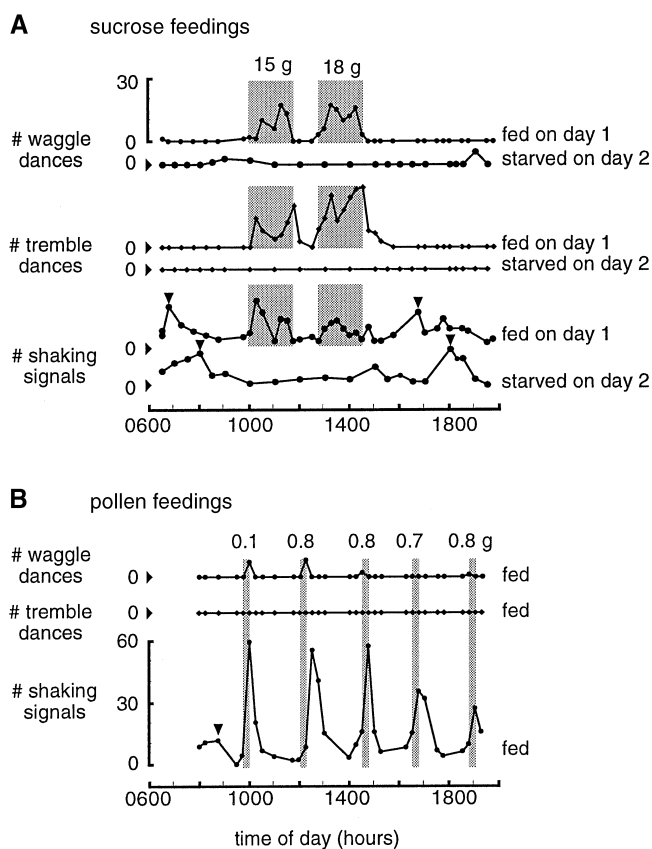 A sucrose feedings
15 g 18 g
30
0
# waggle
dances
fed on day 1
0
starved on day 2
# tremble
dances
0
fed on day 1
0
starved on day 2
# shaking
signals
0
fed on day 1
0
starved on day 2
0600 1000 1400 1800
B pollen feedings
0.1 0.8 0.8 0.7 0.8 g
# waggle
dances
0
fed
# tremble
dances
0
fed
60
# shaking
signals
30
0
fed
0600 1000 1400 1800
time of day (hours)